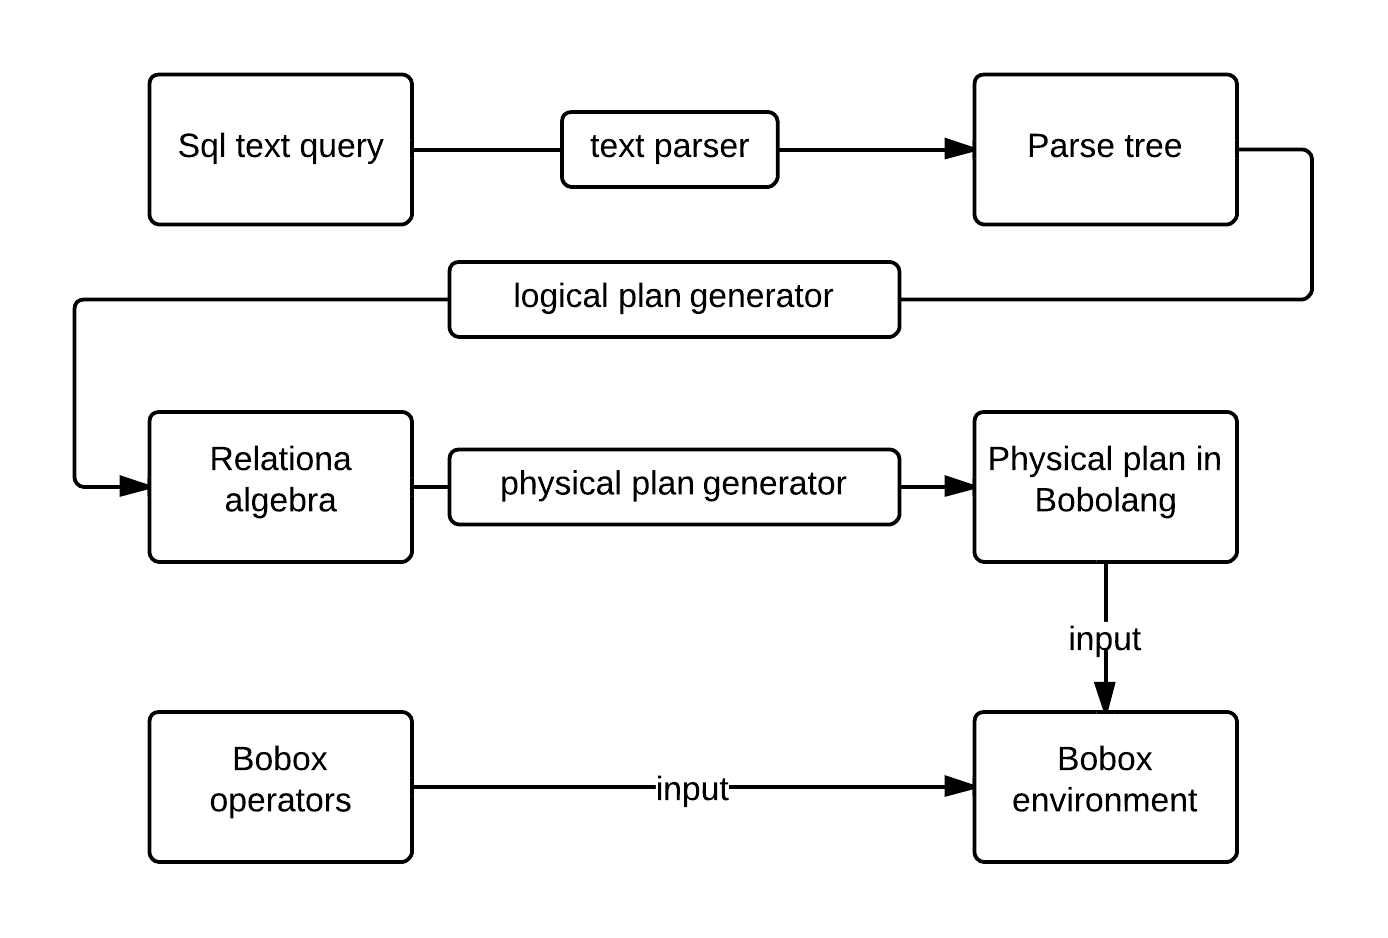 Sql text query
text parser
Parse tree
logical plan generator
Relationa
algebra
physical plan generator
Physical plan in
Bobolang
input
Bobox
operators
input
Bobox
environment